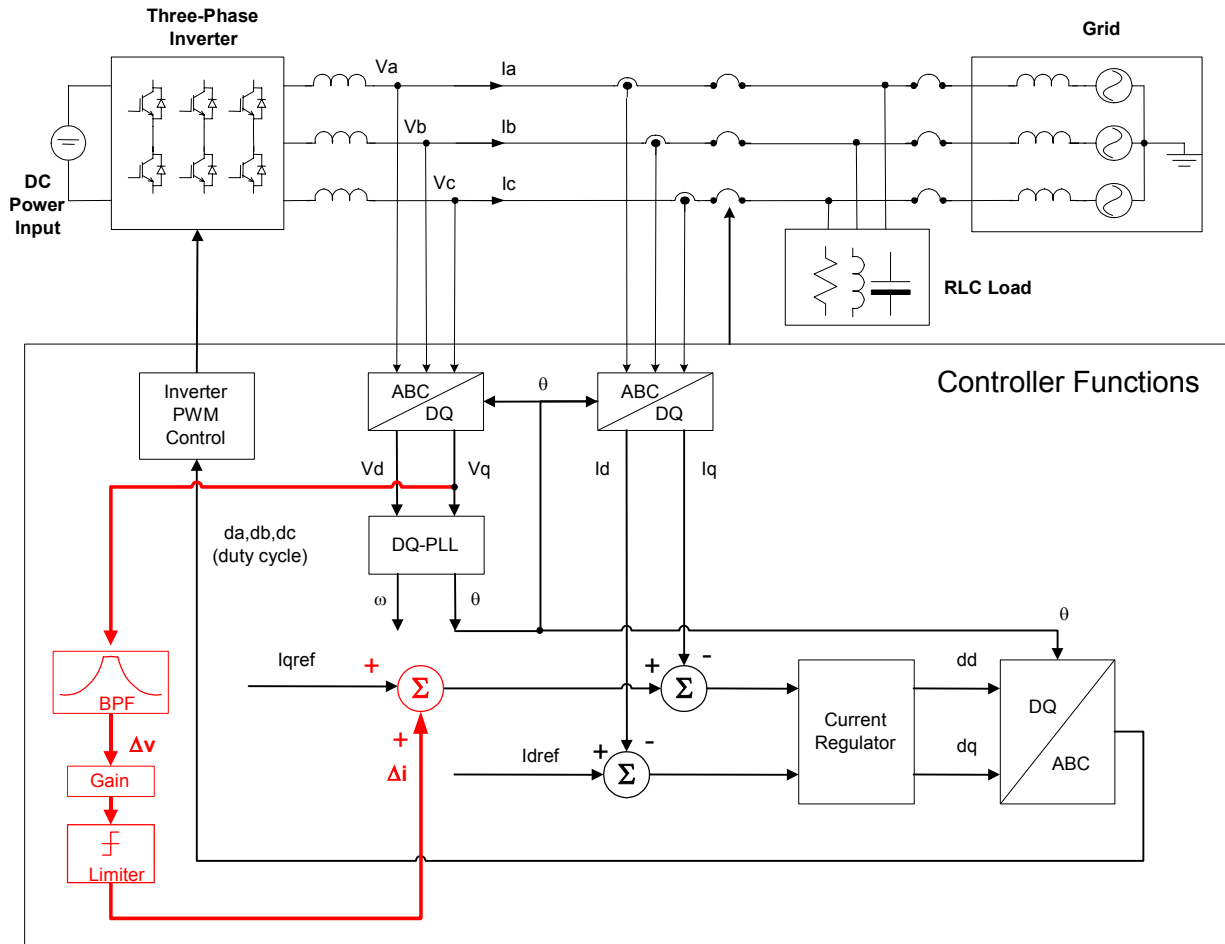 Three-Phase
Inverter
Grid
Va
Ia
Vb
Ib
Vc
Ic
DC
Power
Input
RLC Load
Controller Functions
Inverter
PWM
Control
ABC
DQ
θ
ABC
DQ
Vd
Vq
Id
Iq
da,db,dc
(duty cycle)
DQ-PLL
ω
θ
θ
BPF
Iqref
+
Σ
+
-
Σ
dd
DQ
ABC
Current
Regulator
Δv
+
Δi
Idref
+
-
Σ
dq
Gain
Limiter